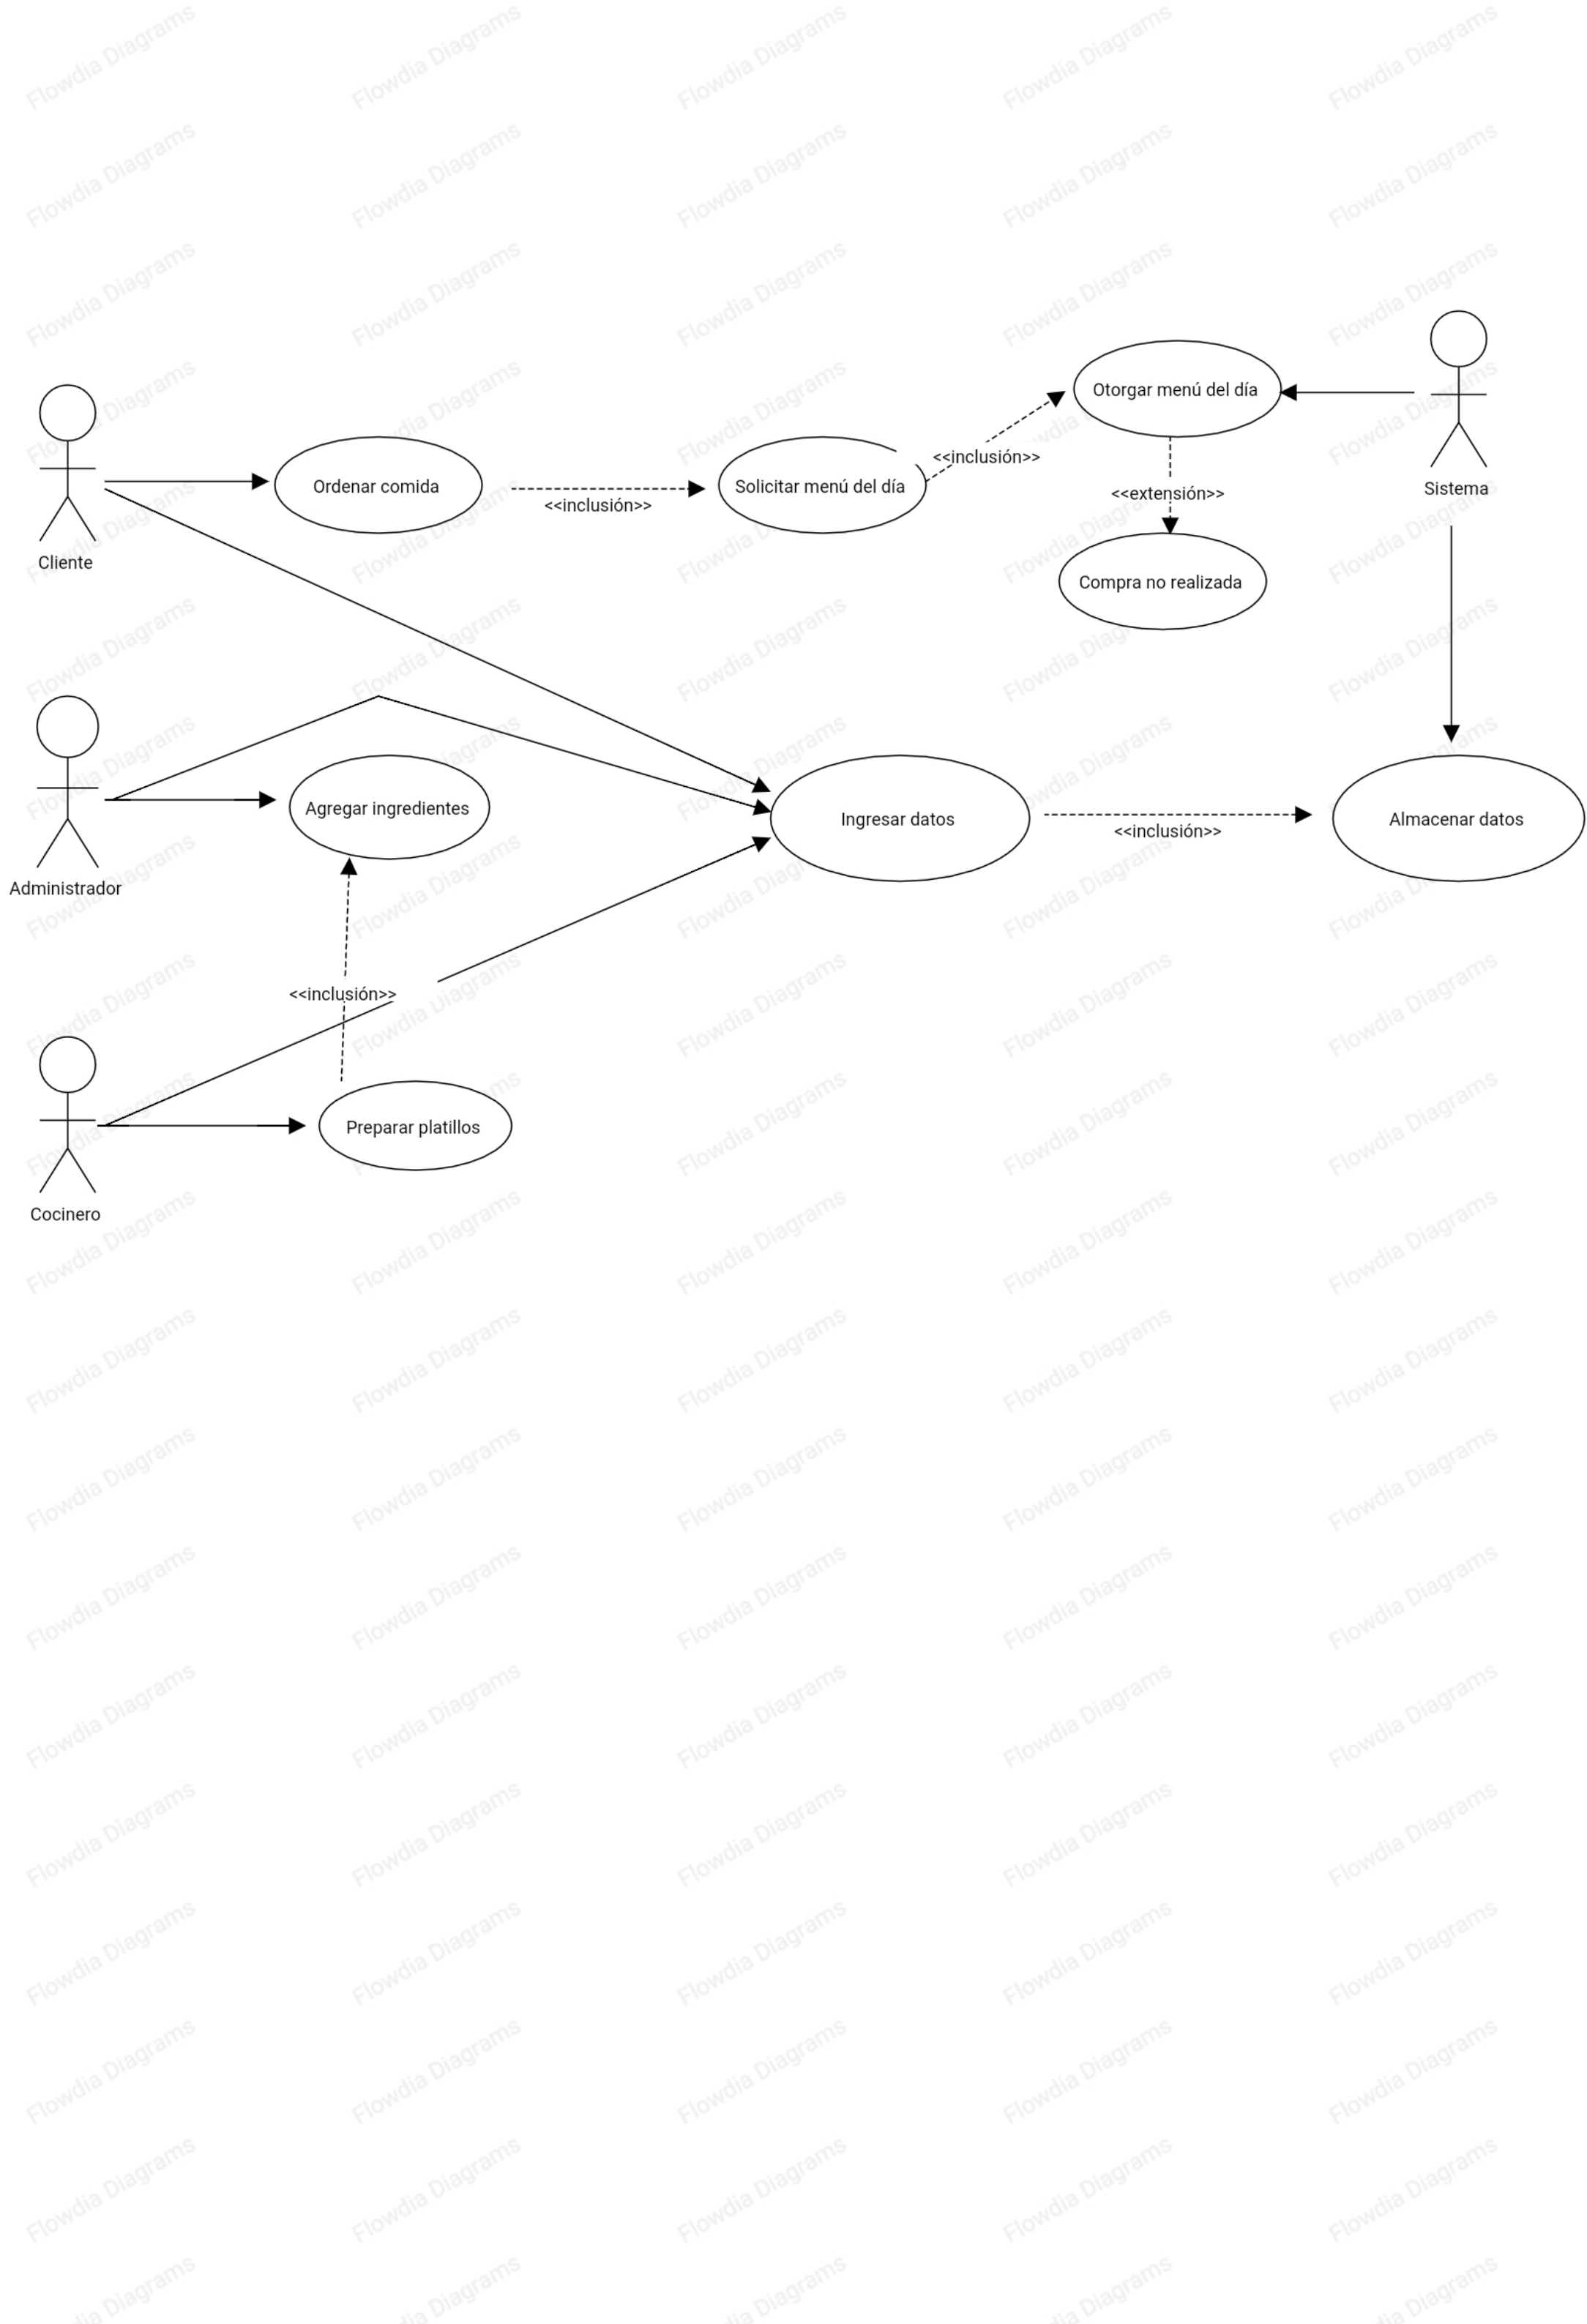 Otorgar menú del día
Ordenar comida
<<inclusión>>
Solicitar menú del día
<<inclusión>>
<<extensión>>
Sistema
Cliente
Compra no realizada
Agregar ingredientes
Ingresar datos
<<inclusión>>
Almacenar datos
Administrador
<<inclusión>>
Preparar platillos
Cocinero
Flowdia Diagrams